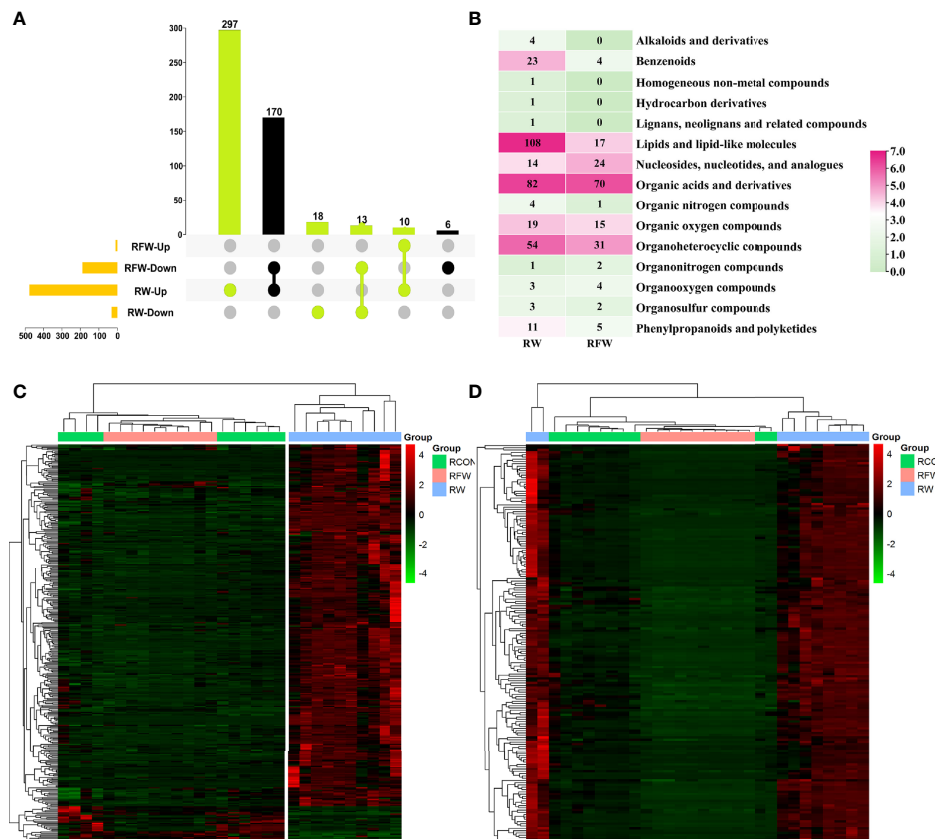 A
300
250
200
150
100
50
0
297
170
18
13
10
6
RFW-Up
RFW-Down
RW-Up
RW-Down
500 400 300 200 100 0
B
4 0 Alkaloids and derivatives
23 4 Benzenoids
1 0 Homogeneous non-metal compounds
1 0 Hydrocarbon derivatives
1 0 Lignans, neolignans and related compounds
108 17 Lipids and lipid-like molecules
14 24 Nucleosides, nucleotides, and analogues
82 70 Organic acids and derivatives
4 1 Organic nitrogen compounds
19 15 Organic oxygen compounds
54 31 Organoheterocyclic compounds
1 2 Organonitrogen compounds
3 4 Organooxygen compounds
3 2 Organosulfur compounds
11 5 Phenylpropanoids and polyketides
RW RFW
7.0
6.0
5.0
4.0
3.0
2.0
1.0
0.0
C
Group
4
2
0
-2
-4
Group
RCON
RFW
RW
D
Group
4
2
0
-2
-4
Group
RCO
RFW
RW